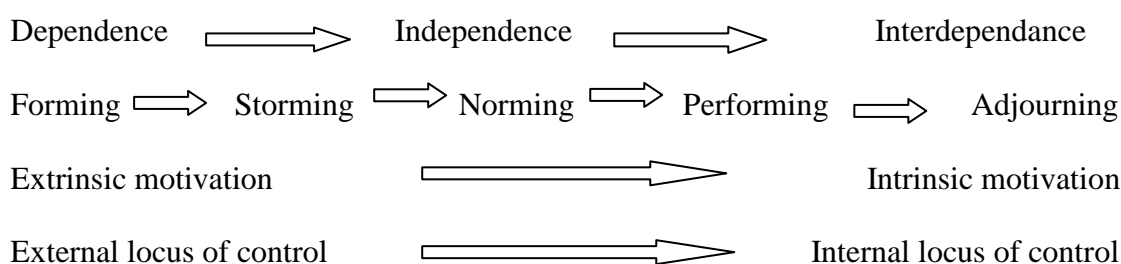 Dependence Independence Interdependance
Forming Storming Norming Performing Adjourning
Extrinsic motivation Intrinsic motivation
External locus of control Internal locus of control